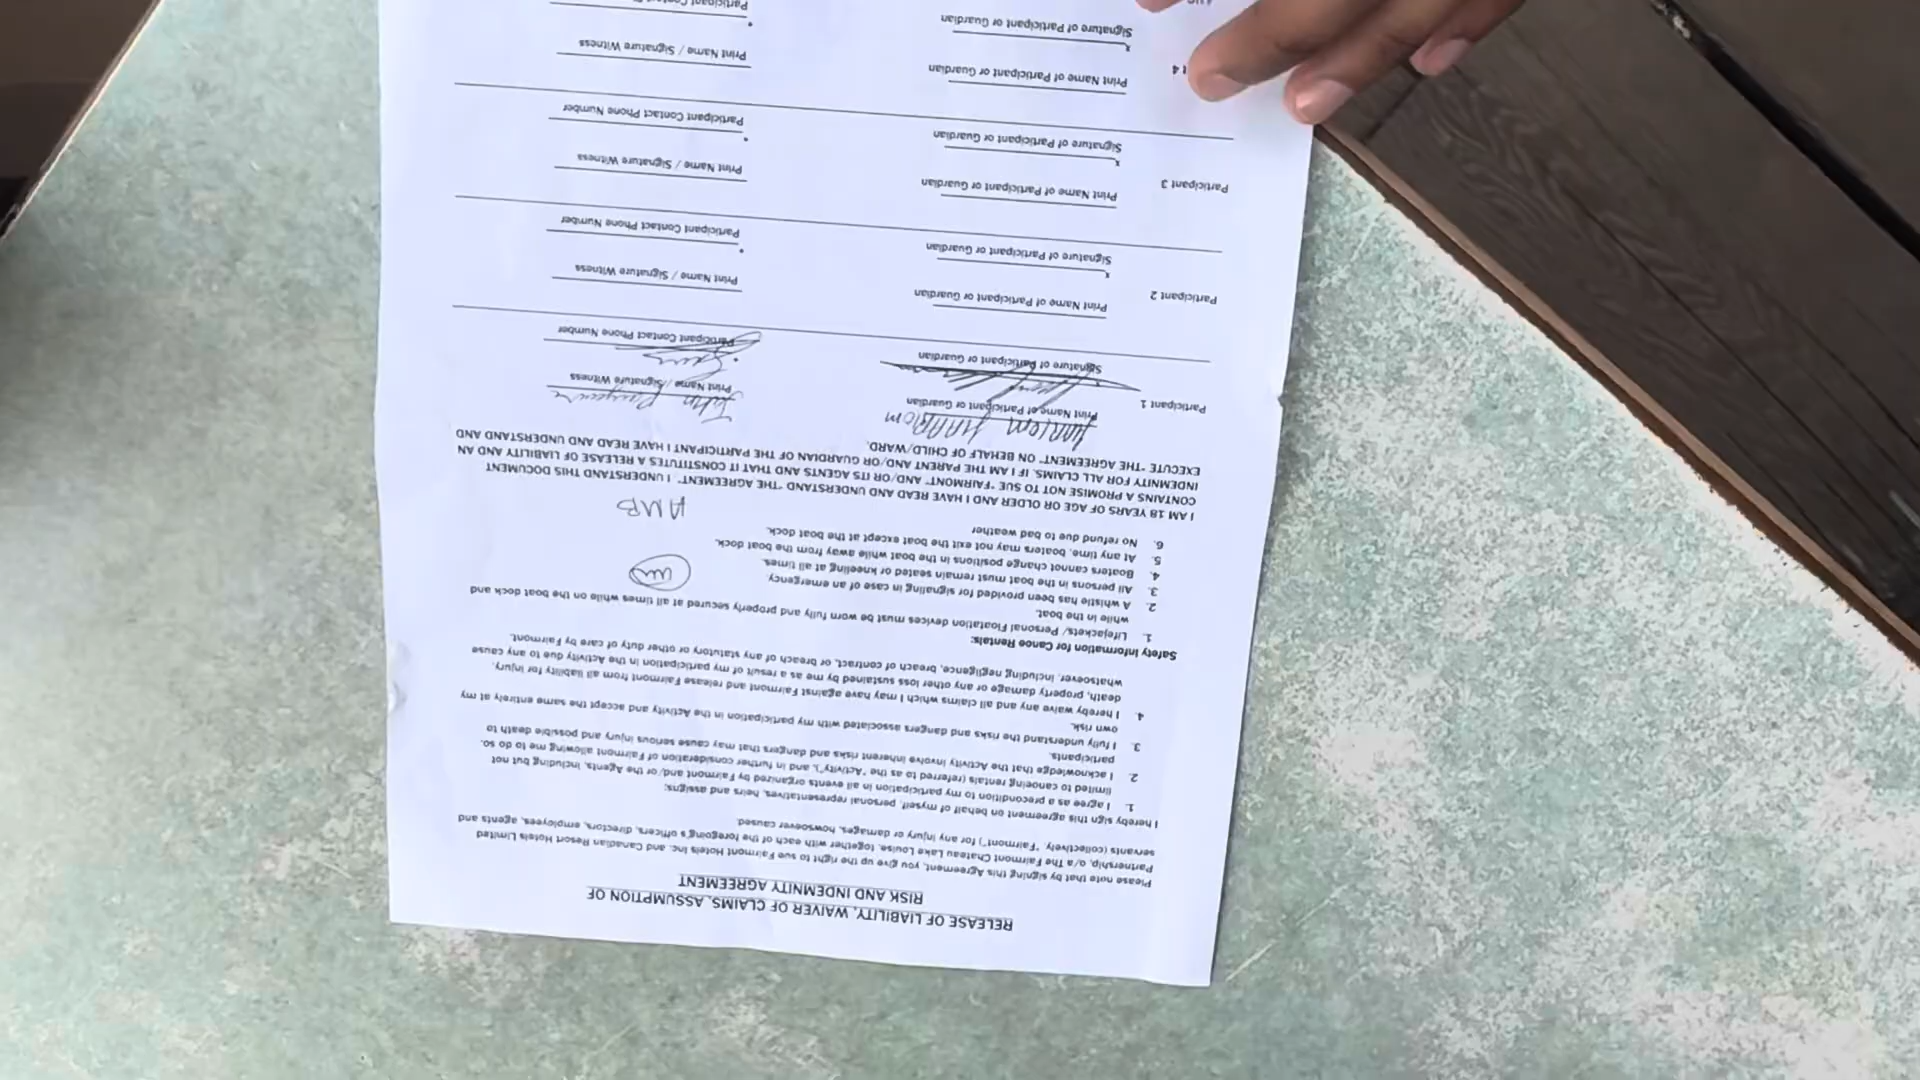 RELEASE OF LIABILITY, WAIVER OF CLAIMS, ASSUMPTION OF
RISK AND INDEMNITY AGREEMENT
Please note that by signing this Agreement, you give up the right to sue Fairmont Hotels Inc. and Canadian Resort Hotels Limited
Partnership, o/a The Fairmont Chateau Lake Louise, together with each of the foregoing's officers, directors, employees, agents and
servants (collectively, "Fairmont") for any injury or damages, howsoever caused.
I hereby sign this agreement on behalf of myself, personal representatives, heirs and assigns;
1. I agree as a precondition to my participation in all events organized by Fairmont and/or the Agents, including but not
limited to canoeing rentals (referred to as the "Activity"), and in further consideration of Fairmont allowing me to do so.
2. I acknowledge that the Activity involve inherent risks and dangers that may cause serious injury and possible death to
participants.
3. I fully understand the risks and dangers associated with my participation in the Activity and accept the same entirely at my
own risk.
4. I hereby waive any and all claims which I may have against Fairmont and release Fairmont from all liability for injury,
death, property damage or any other loss sustained by me as a result of my participation in the Activity due to any cause
whatsoever, including negligence, breach of contract, or breach of any statutory or other duty of care by Fairmont.
Safety Information for Canoe Rentals:
1. Lifejackets/ Personal Floatation devices must be worn fully and properly secured at all times while on the boat dock and
while in the boat.
2. A whistle has been provided for signaling in case of an emergency.
3. All persons in the boat must remain seated or kneeling at all times.
4. Boaters cannot change positions in the boat while away from the boat dock.
5. At any time, boaters may not exit the boat except at the boat dock.
6. No refund due to bad weather
AMB
I AM 18 YEARS OF AGE OR OLDER AND I HAVE READ AND UNDERSTAND "THE AGREEMENT". I UNDERSTAND THIS DOCUMENT
CONTAINS A PROMISE NOT TO SUE "FAIRMONT" AND/OR ITS AGENTS AND THAT IT CONSTITUTES A RELEASE OF LIABILITY AND AN
INDEMNITY FOR ALL CLAIMS. IF I AM THE PARENT AND/OR GUARDIAN OF THE PARTICIPANT I HAVE READ AND UNDERSTAND AND
EXECUTE "THE AGREEMENT" ON BEHALF OF CHILD/WARD.
Participant 1 Print Name of Participant or Guardian Print Name / Signature Witness
x
Signature of Participant or Guardian Participant Contact Phone Number
Participant 2 Print Name of Participant or Guardian Print Name / Signature Witness
x
Signature of Participant or Guardian Participant Contact Phone Number
Participant 3 Print Name of Participant or Guardian Print Name / Signature Witness
x
Signature of Participant or Guardian Participant Contact Phone Number
t 4 Print Name of Participant or Guardian Print Name / Signature Witness
x
Signature of Participant or Guardian Participant